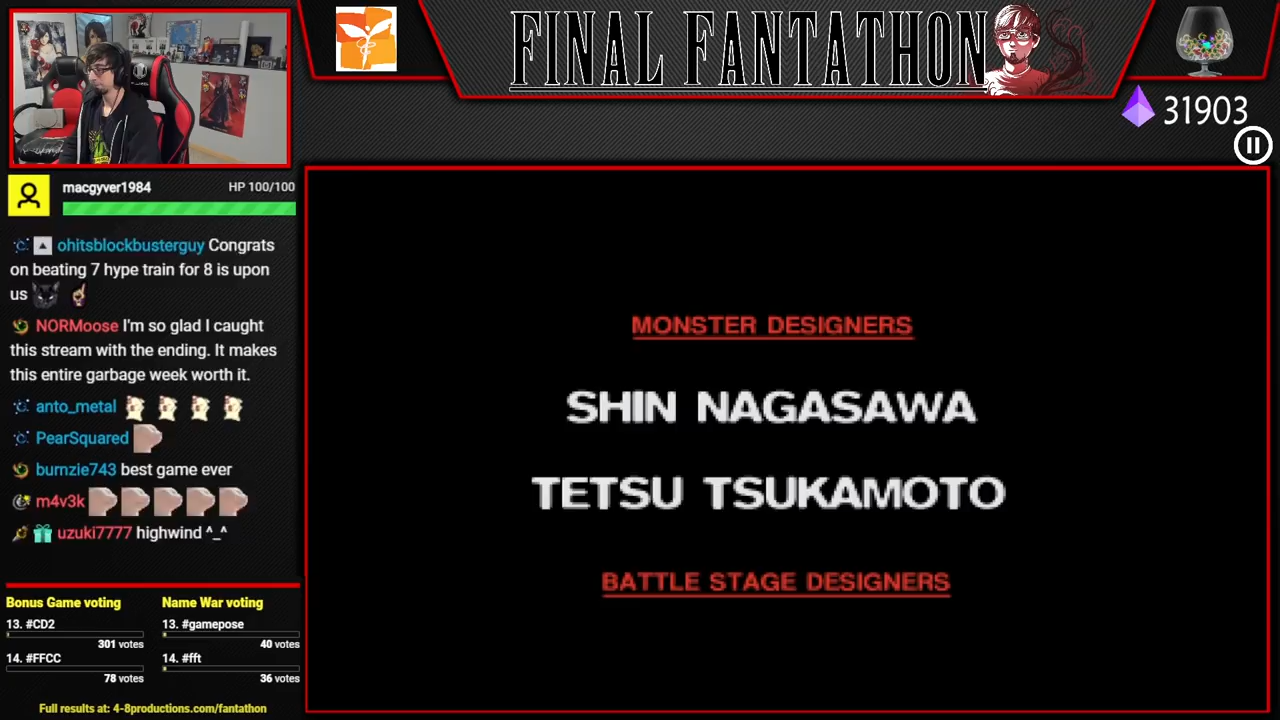 FINAL FANTATHON
31903
macgyver1984
HP 100/100
ohitsblockbusterguy Congrats
on beating 7 hype train for 8 is upon
us
NORMoose I'm so glad I caught
this stream with the ending. It makes
this entire garbage week worth it.
anto_metal
PearSquared
burnzie743 best game ever
m4v3k
uzuki7777 highwind ^_^
MONSTER DESIGNERS
SHIN NAGASAWA
TETSU TSUKAMOTO
BATTLE STAGE DESIGNERS
Bonus Game voting
13. #CD2
301 votes
14. #FFCC
78 votes
Name War voting
13. #gamepose
40 votes
14. #fft
36 votes
Full results at: 4-8productions.com/fantathon